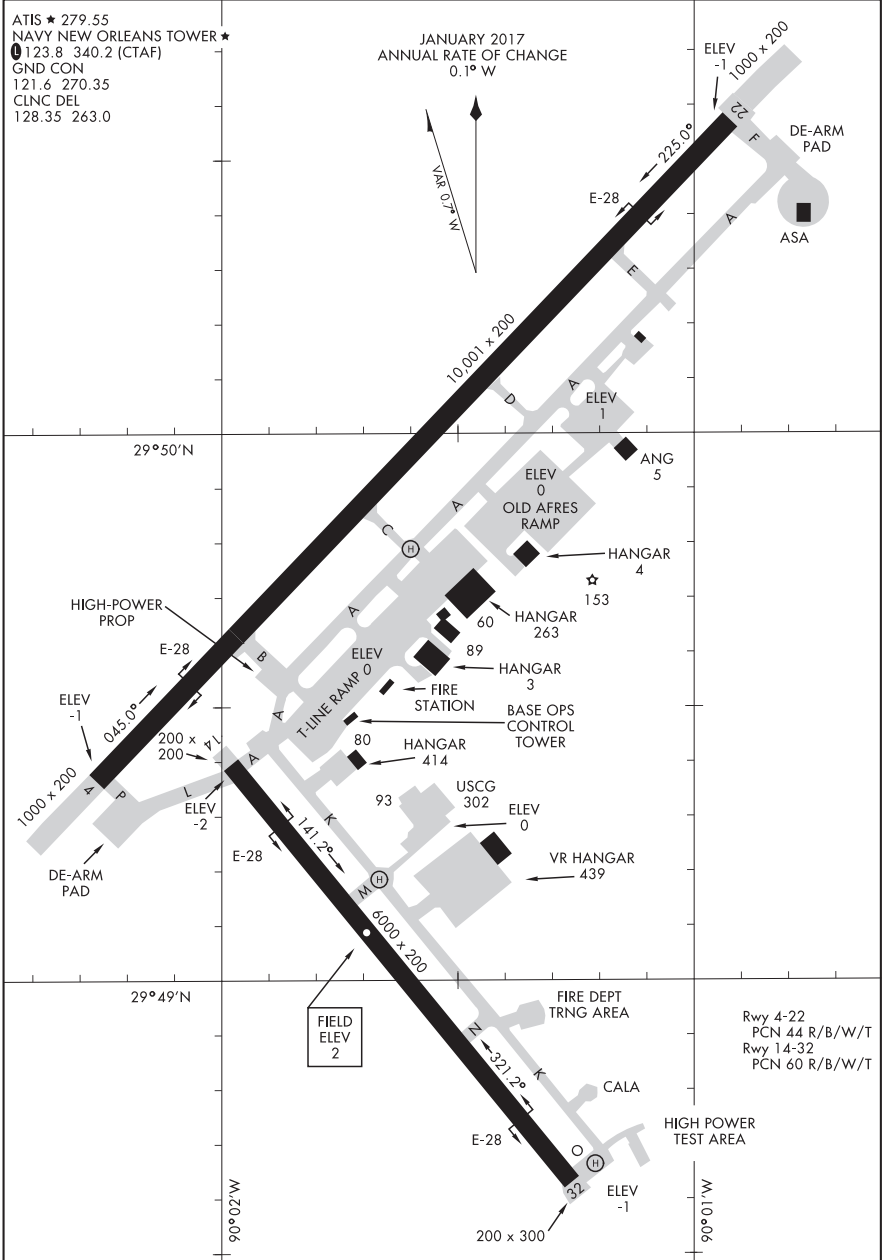 ATIS ★ 279.55
NAVY NEW ORLEANS TOWER ★
L 123.8 340.2 (CTAF)
GND CON
121.6 270.35
CLNC DEL
128.35 263.0
JANUARY 2017
ANNUAL RATE OF CHANGE
0.1° W
VAR 0.7° W
ELEV
-1
1000 x 200
22
F
DE-ARM
PAD
ASA
225.0°
E-28
A
E
10,001 x 200
D
A
ELEV
1
29°50'N
ANG
5
ELEV
0
OLD AFRES
RAMP
A
C
H
HANGAR
4
153
HIGH-POWER
PROP
A
60
HANGAR
263
E-28
B
ELEV
0
89
HANGAR
3
T-LINE RAMP
FIRE
STATION
ELEV
-1
045.0°
A
BASE OPS
CONTROL
TOWER
200 x
200
14
A
80
HANGAR
414
1000 x 200
4
P
L
ELEV
-2
93
USCG
302
ELEV
0
K
141.2°
E-28
VR HANGAR
439
DE-ARM
PAD
M
H
6000 x 200
29°49'N
FIELD
ELEV
2
FIRE DEPT
TRNG AREA
Rwy 4-22
PCN 44 R/B/W/T
Rwy 14-32
PCN 60 R/B/W/T
N
321.2°
K
CALA
HIGH POWER
TEST AREA
E-28
O
H
32
ELEV
-1
200 x 300
90°02'W
90°01'W